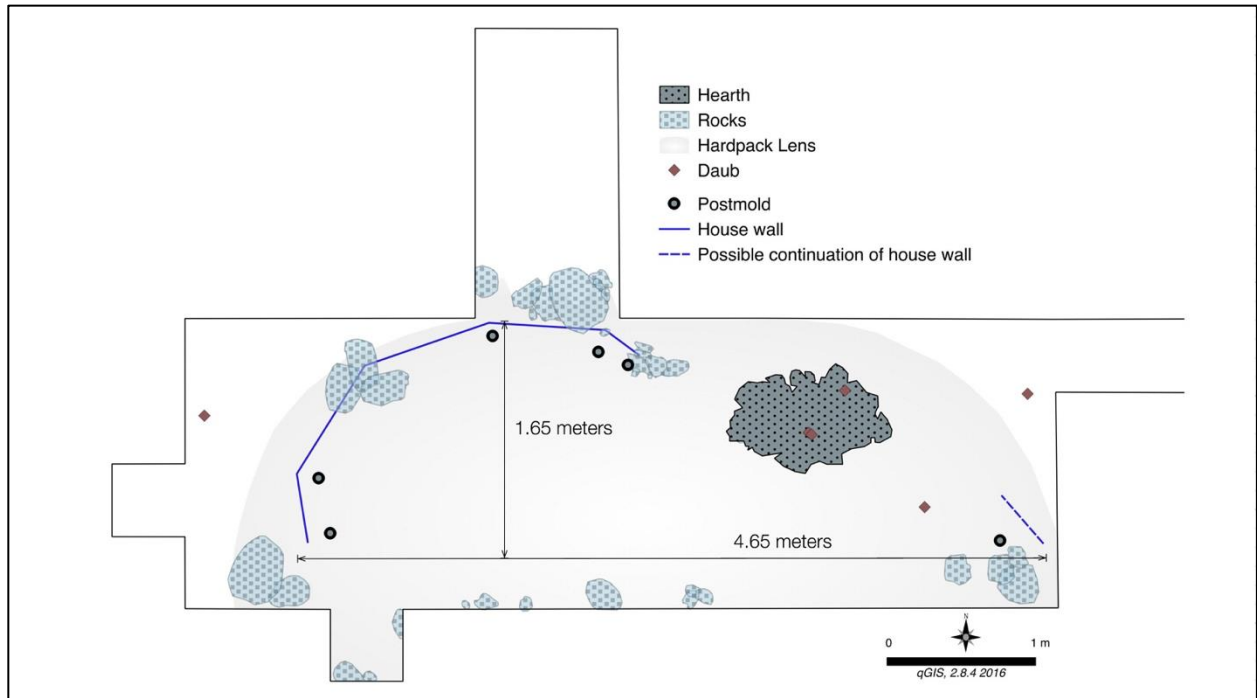 Hearth
Rocks
Hardpack Lens
Daub
Postmold
House wall
Possible continuation of house wall
1.65 meters
4.65 meters
N
0 1 m
qGIS, 2.8.4 2016